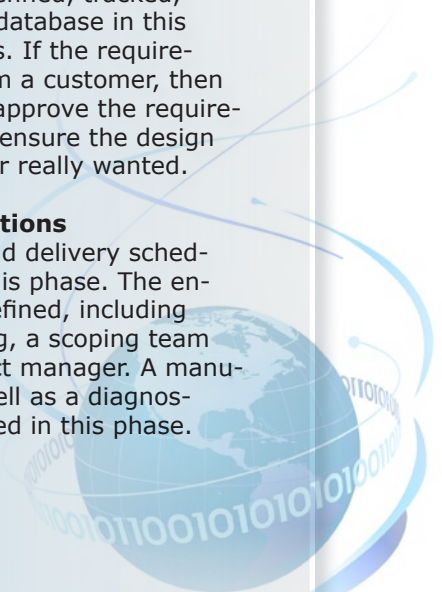 database in this
s. If the require-
m a customer, then
approve the require-
ensure the design
r really wanted.
tions
d delivery sched-
is phase. The en-
efined, including
g, a scoping team
ct manager. A manu-
ell as a diagnos-
ed in this phase.